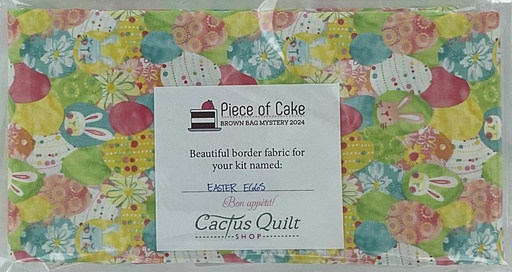 Piece of Cake
BROWN BAG MYSTERY 2024
Beautiful border fabric for
your kit named:
EASTER EGGS
Bon appétit!
Cactus Quilt
SHOP